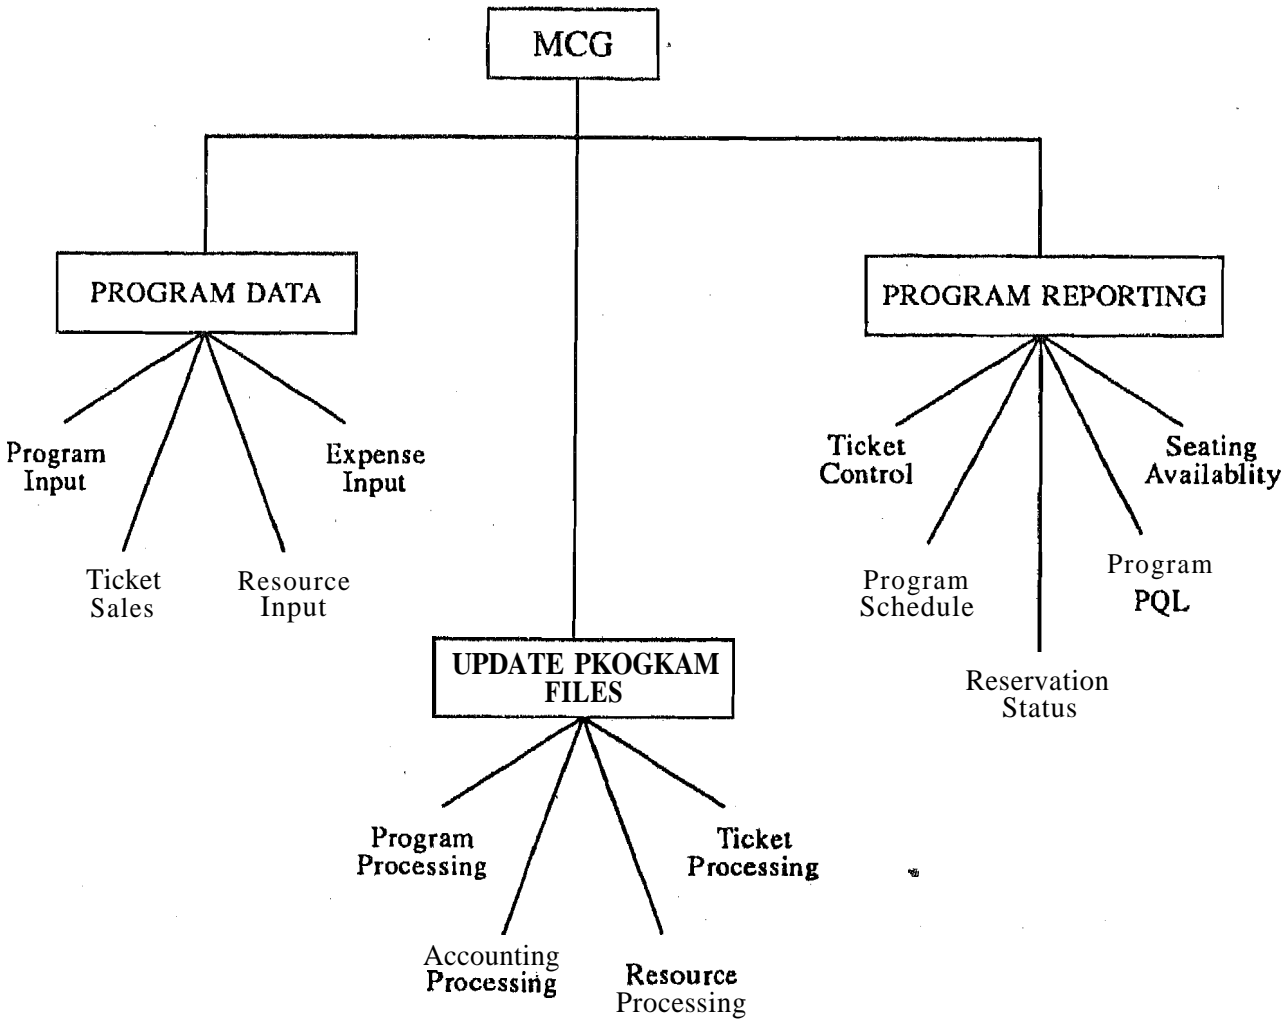 MCG
PROGRAM DATA
PROGRAM REPORTING
Program
Input
Expense
Input
Ticket
Sales
Resource
Input
Ticket
Control
Seating
Availablity
Program
Schedule
Program
PQL
Reservation
Status
UPDATE PKOGKAM
FILES
Program
Processing
Ticket
Processing
Accounting
Processing
Resource
Processing